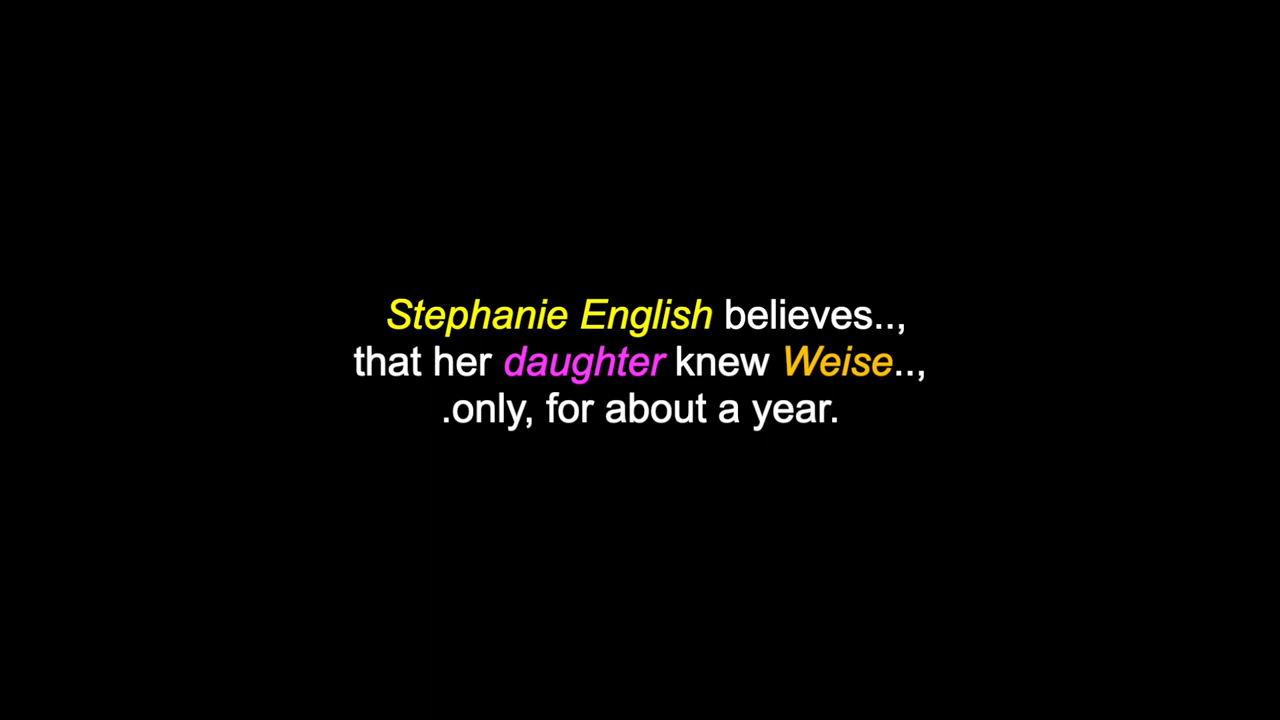 Stephanie English believes..,
that her daughter knew Weise..,
.only, for about a year.